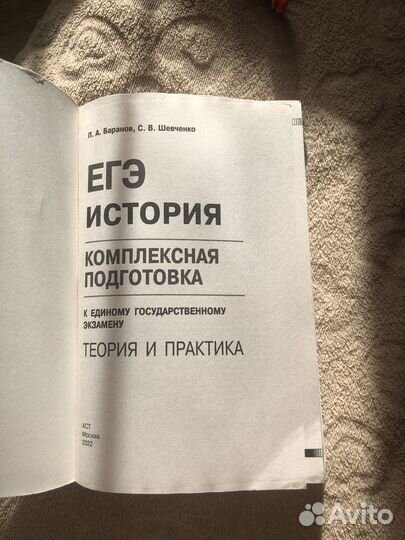 П. А. Баранов, С. В. Шевченко
ЕГЭ
ИСТОРИЯ
КОМПЛЕКСНАЯ
ПОДГОТОВКА
К ЕДИНОМУ ГОСУДАРСТВЕННОМУ
ЭКЗАМЕНУ
ТЕОРИЯ И ПРАКТИКА
АСТ
Москва
2022
Avito